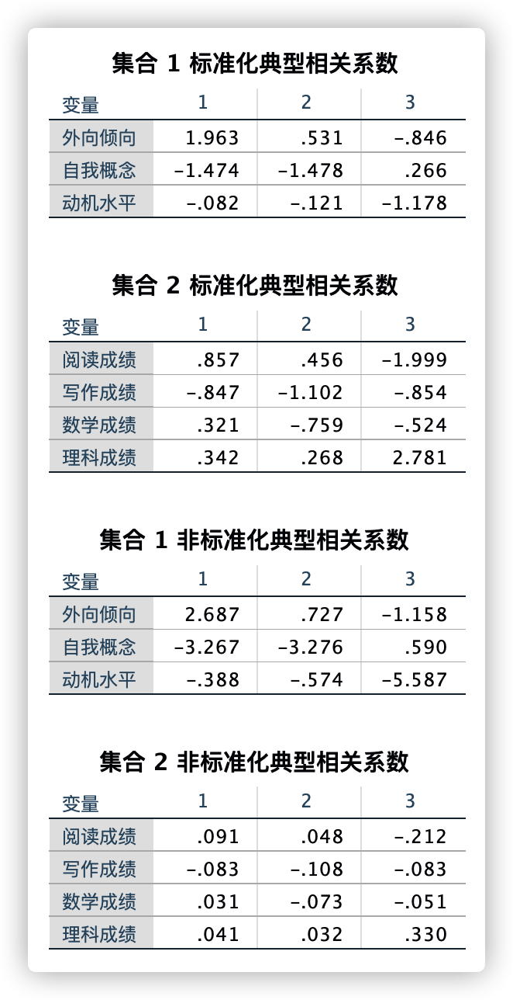 集合 1 标准化典型相关系数
变量 1 2 3
外向倾向 1.963 .531 -.846
自我概念 -1.474 -1.478 .266
动机水平 -.082 -.121 -1.178
集合 2 标准化典型相关系数
变量 1 2 3
阅读成绩 .857 .456 -1.999
写作成绩 -.847 -1.102 -.854
数学成绩 .321 -.759 -.524
理科成绩 .342 .268 2.781
集合 1 非标准化典型相关系数
变量 1 2 3
外向倾向 2.687 .727 -1.158
自我概念 -3.267 -3.276 .590
动机水平 -.388 -.574 -5.587
集合 2 非标准化典型相关系数
变量 1 2 3
阅读成绩 .091 .048 -.212
写作成绩 -.083 -.108 -.083
数学成绩 .031 -.073 -.051
理科成绩 .041 .032 .330